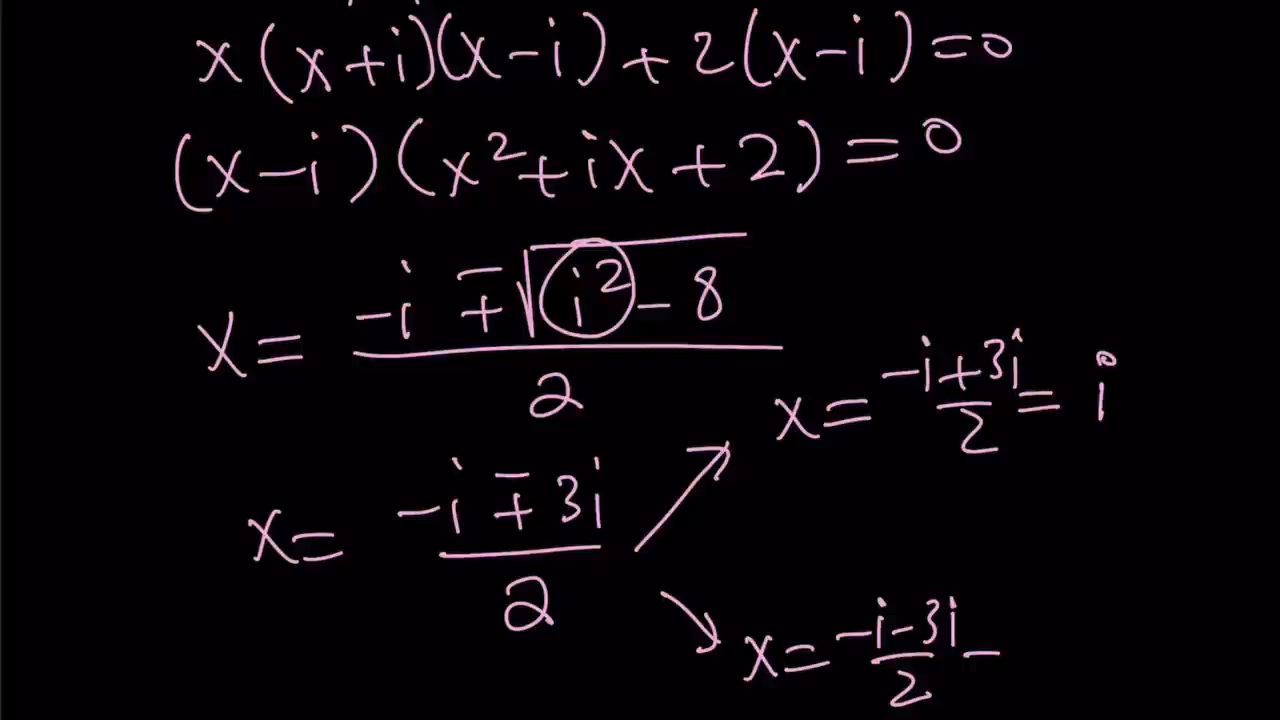 x(x+i)(x-i)+2(x-i)=0
(x-i)(x²+ix+2)=0
x= (-i ∓ √(i²-8))/2
x= (-i+3i)/2 = i
x= (-i ∓ 3i)/2
x= (-i-3i)/2 -